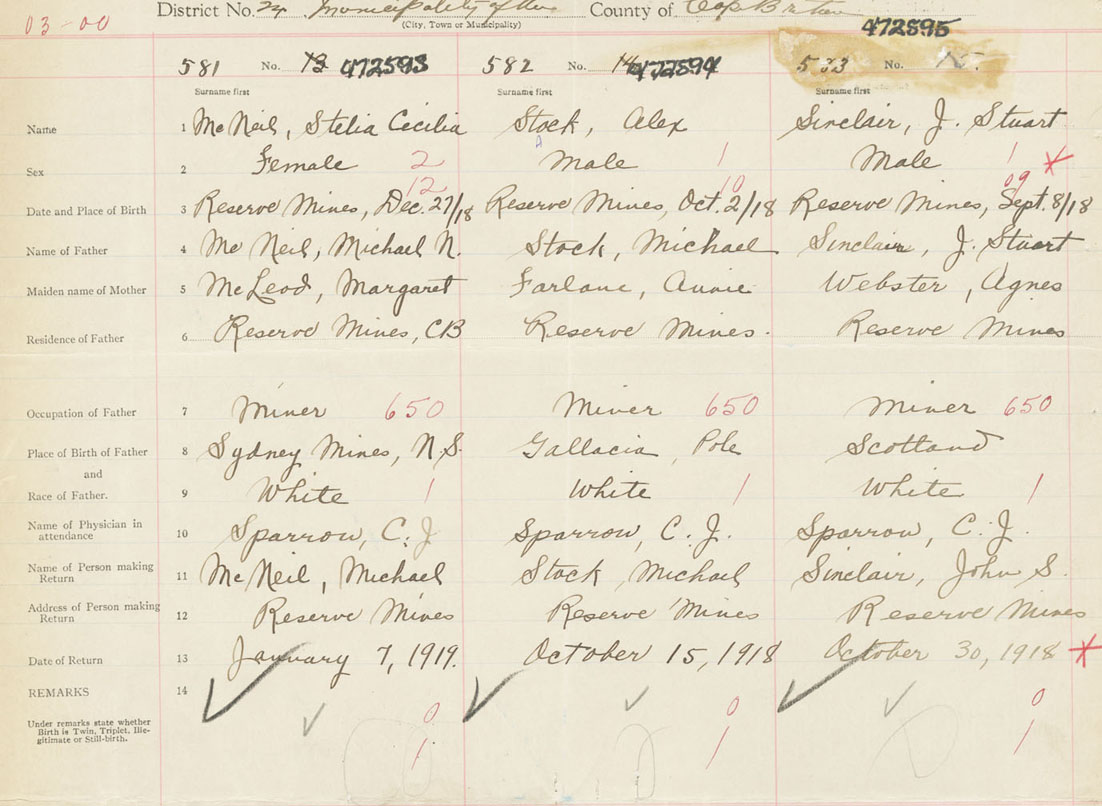 District No. 24 Municipality of the County of Cape Breton
(City, Town or Municipality)
03-00
472595
581 No. 13 472593 582 No. 14 472594 583 No. 15.
Surname first Surname first Surname first
Name 1 McNeil, Stelia Cecilia Stock, Alex Sinclair, J. Stuart
Sex 2 Female 2 Male 1 Male 1 X
12 10 09
Date and Place of Birth 3 Reserve Mines, Dec. 27/18 Reserve Mines, Oct. 2/18 Reserve Mines, Sept. 8/18
Name of Father 4 Mc Neil, Michael N. Stock, Michael Sinclair, J. Stuart
Maiden name of Mother 5 McLeod, Margaret Farlane, Annie Webster, Agnes
Residence of Father 6 Reserve Mines, CB Reserve Mines. Reserve Mines
Occupation of Father 7 Miner 650 Miner 650 Miner 650
Place of Birth of Father 8 Sydney Mines, N.S. Gallacia, Pole Scotland
and
Race of Father. 9 White 1 White 1 White 1
Name of Physician in
attendance 10 Sparrow, C. J Sparrow, C. J. Sparrow, C. J.
Name of Person making
Return 11 McNeil, Michael Stock, Michael Sinclair, John S.
Address of Person making
Return 12 Reserve Mines Reserve Mines Reserve Mines
Date of Return 13 January 7, 1919. October 15, 1918 October 30, 1918 X
REMARKS 14
0 0 0
Under remarks state whether
Birth is Twin, Triplet, Ille-
gitimate or Still-birth.
1 1 1